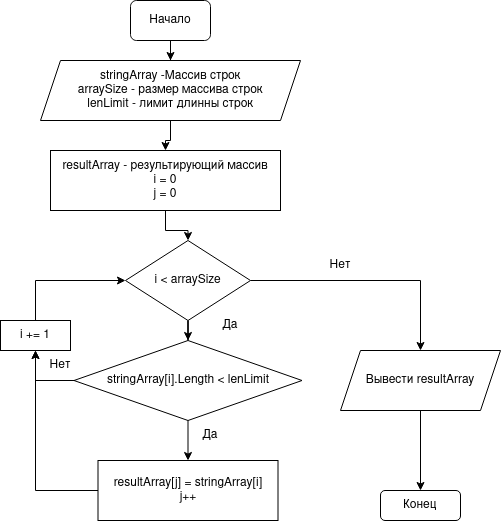 Начало
stringArray -Массив строк
arraySize - размер массива строк
lenLimit - лимит длинны строк
resultArray - результирующий массив
i = 0
j = 0
i < arraySize
Нет
Да
i += 1
Нет
stringArray[i].Length < lenLimit
Вывести resultArray
Да
resultArray[j] = stringArray[i]
j++
Конец